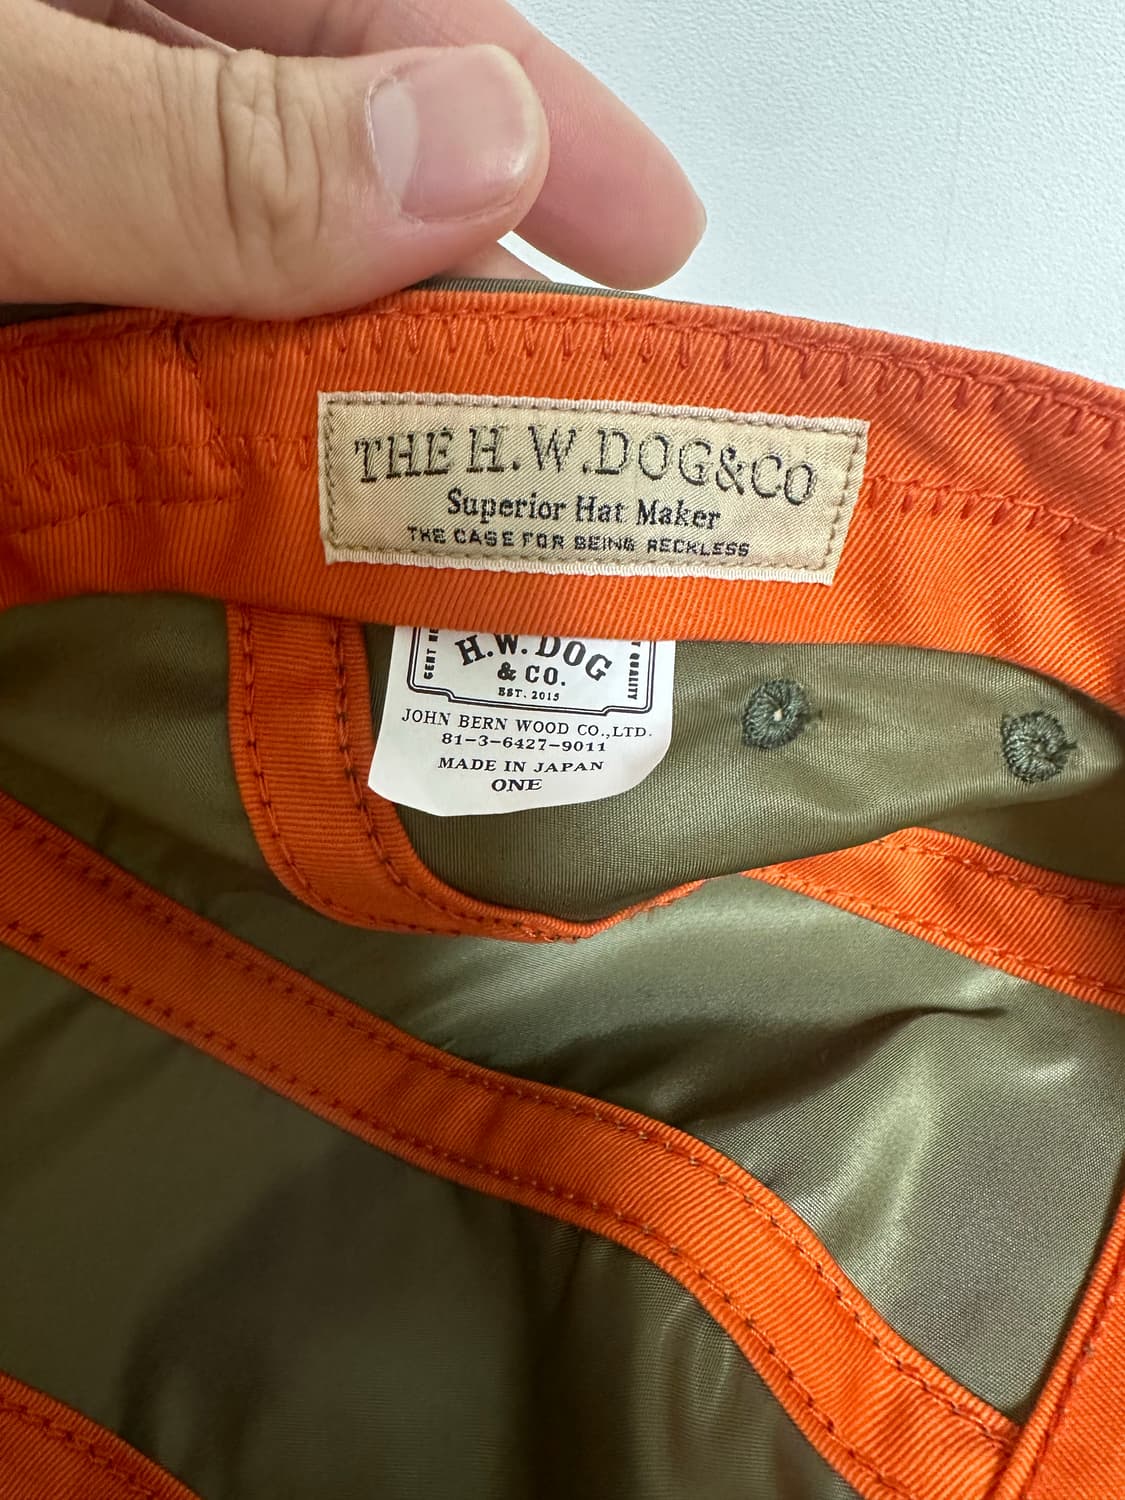 THE H.W.DOG&CO
Superior Hat Maker
THE CASE FOR BEING RECKLESS
H.W.DOG
& CO.
EST. 2015
JOHN BERN WOOD CO.,LTD.
81-3-6427-9011
MADE IN JAPAN
ONE
QUALITY